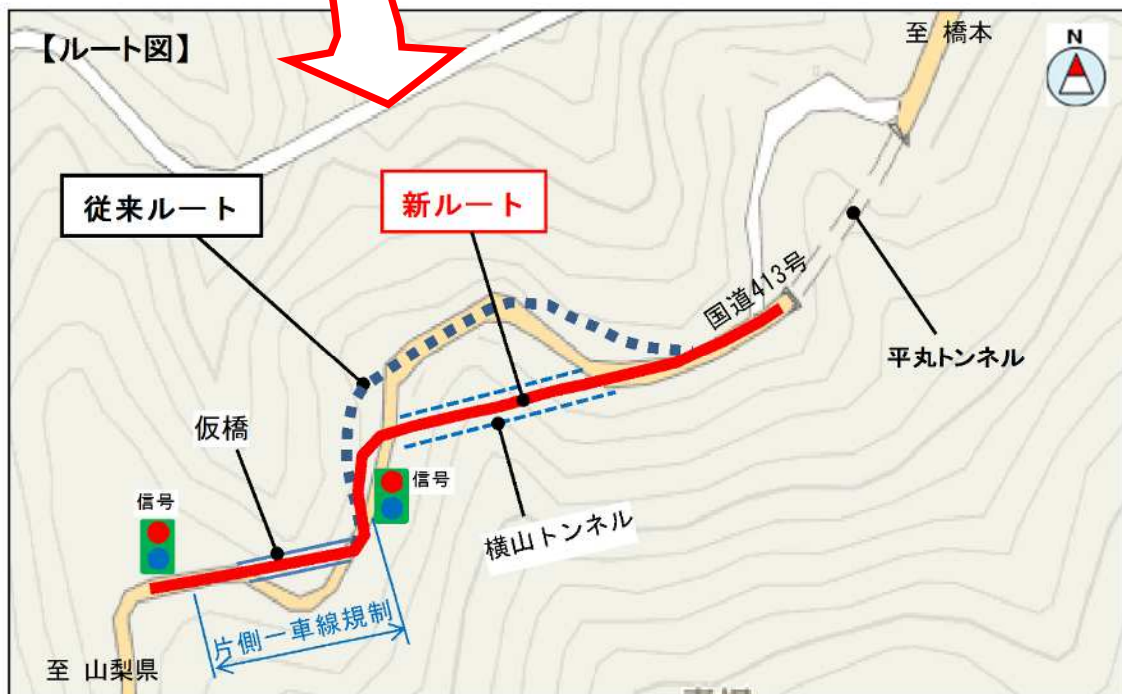 【ルート図】
至 橋本
N
従来ルート
新ルート
国道413号
平丸トンネル
仮橋
信号
信号
横山トンネル
片側一車線規制
至 山梨県